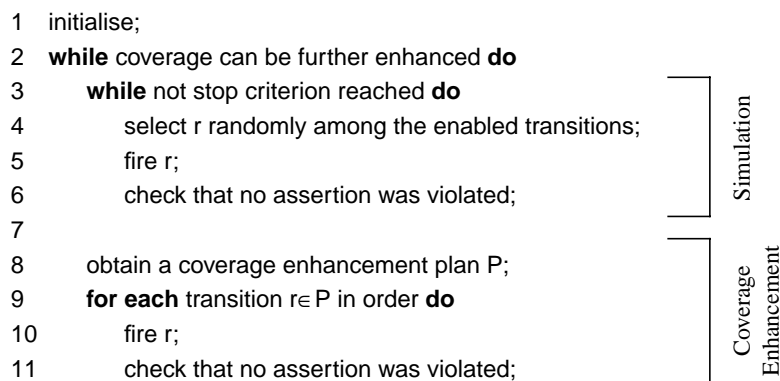 1 initialise;
2 while coverage can be further enhanced do
3 while not stop criterion reached do
4 select r randomly among the enabled transitions;
5 fire r;
6 check that no assertion was violated;
7
8 obtain a coverage enhancement plan P;
9 for each transition r∈P in order do
10 fire r;
11 check that no assertion was violated;
Simulation
Coverage
Enhancement